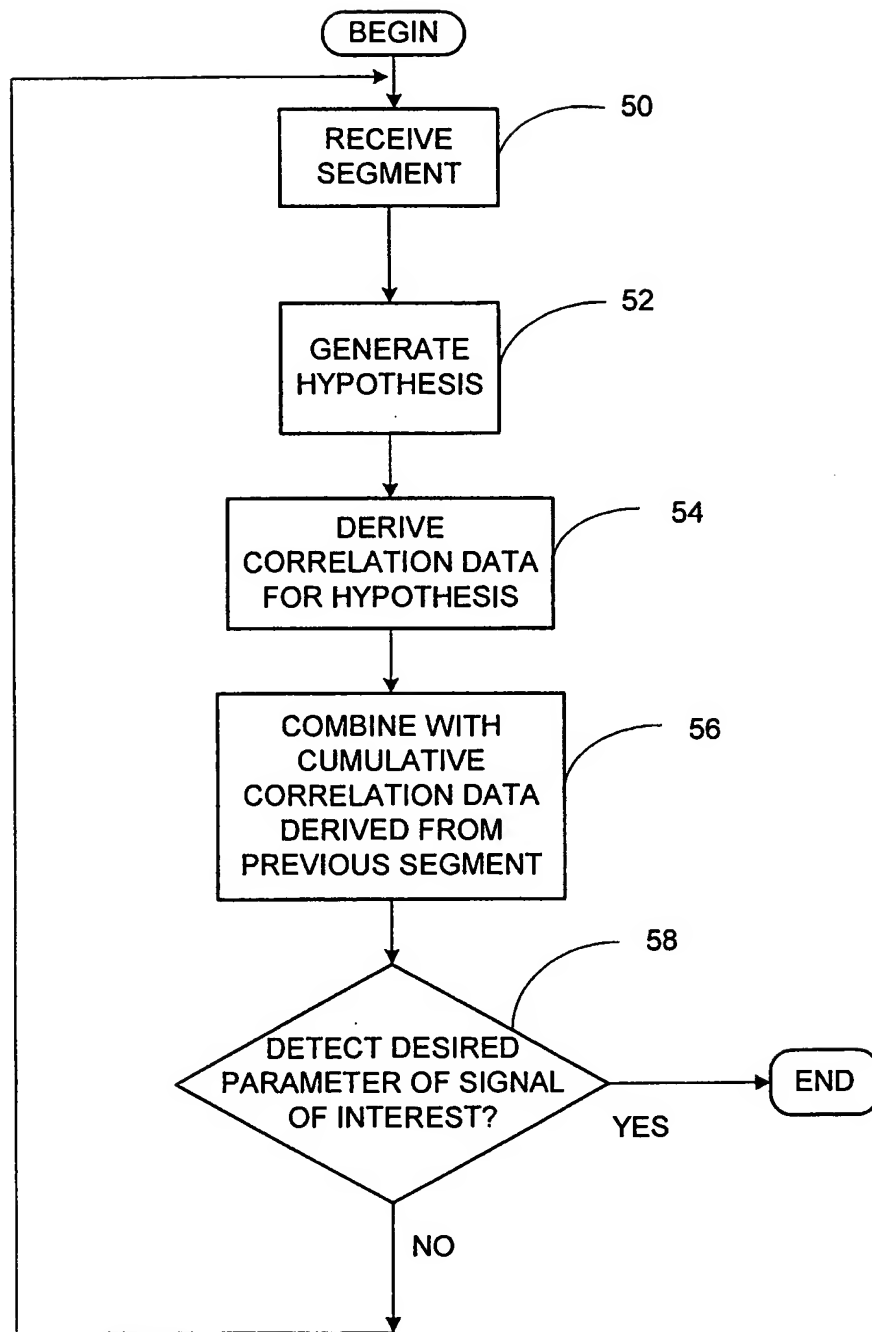 BEGIN
RECEIVE
SEGMENT
50
GENERATE
HYPOTHESIS
52
DERIVE
CORRELATION DATA
FOR HYPOTHESIS
54
COMBINE WITH
CUMULATIVE
CORRELATION DATA
DERIVED FROM
PREVIOUS SEGMENT
56
58
DETECT DESIRED
PARAMETER OF SIGNAL
OF INTEREST?
YES
END
NO